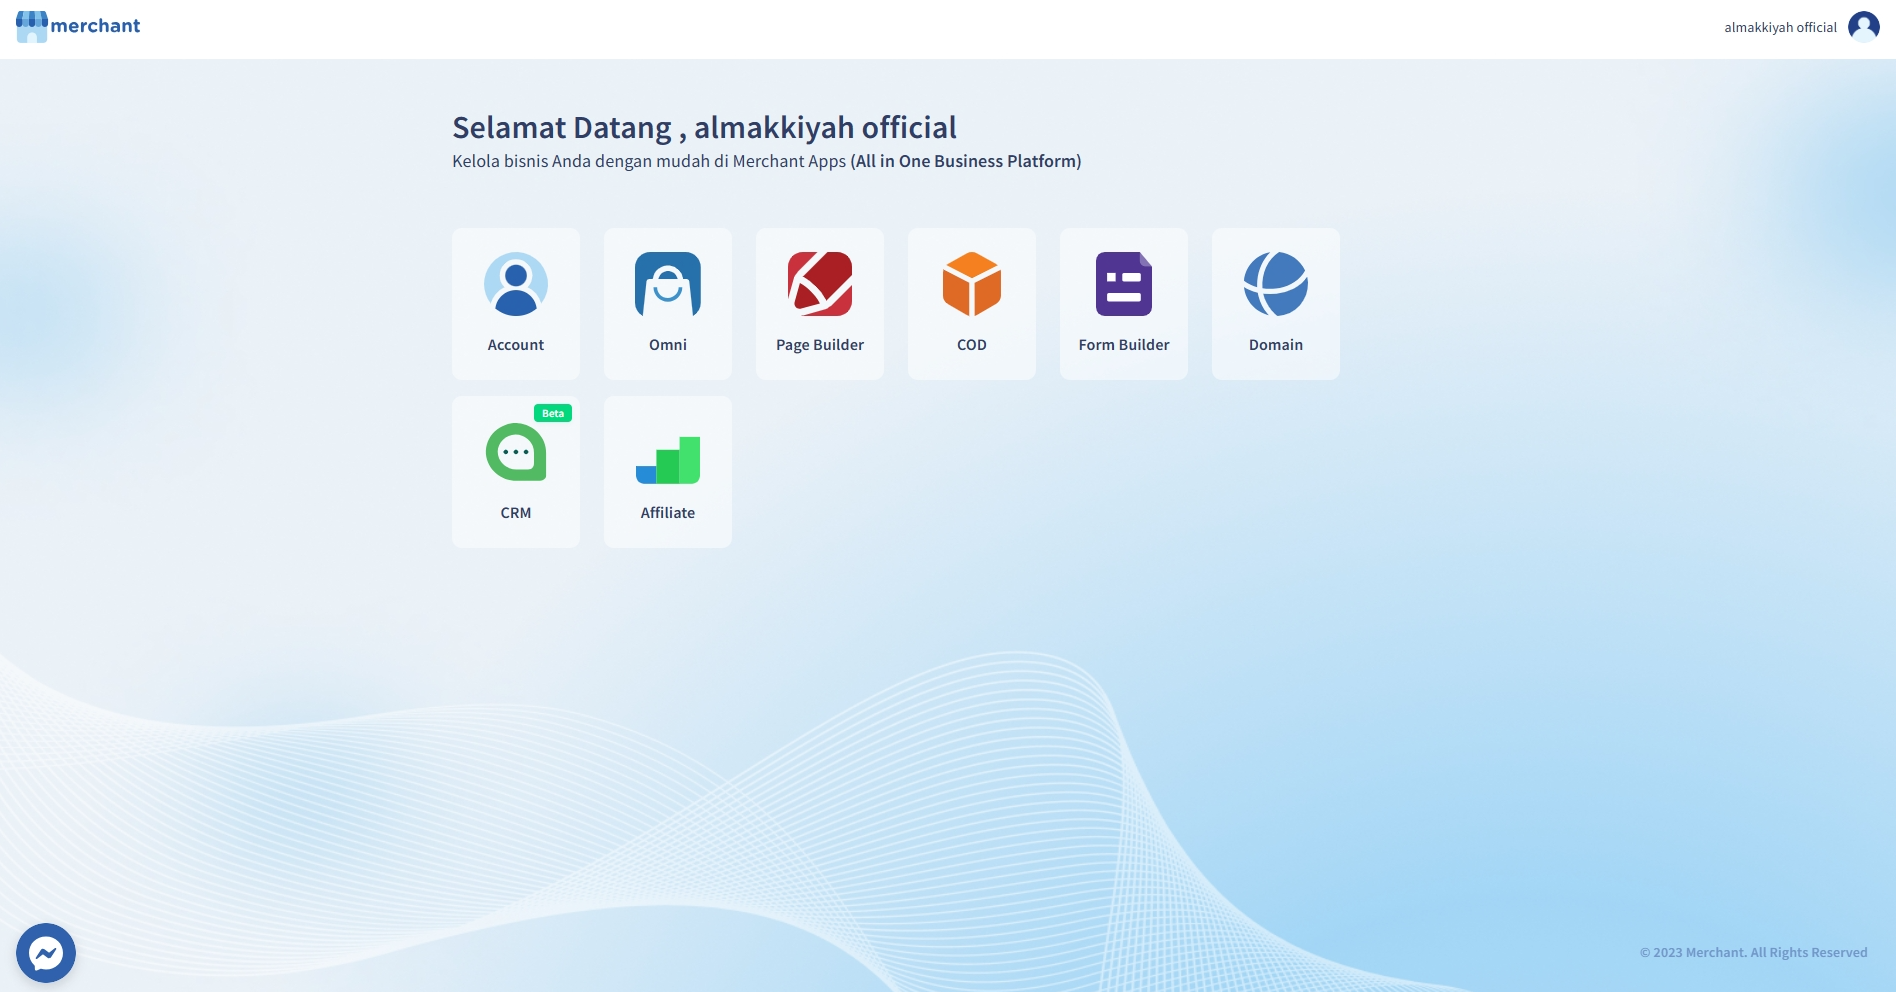 merchant
almakkiyah official
Selamat Datang , almakkiyah official
Kelola bisnis Anda dengan mudah di Merchant Apps (All in One Business Platform)
Account
Omni
Page Builder
COD
Form Builder
Domain
Beta
CRM
Affiliate
© 2023 Merchant. All Rights Reserved